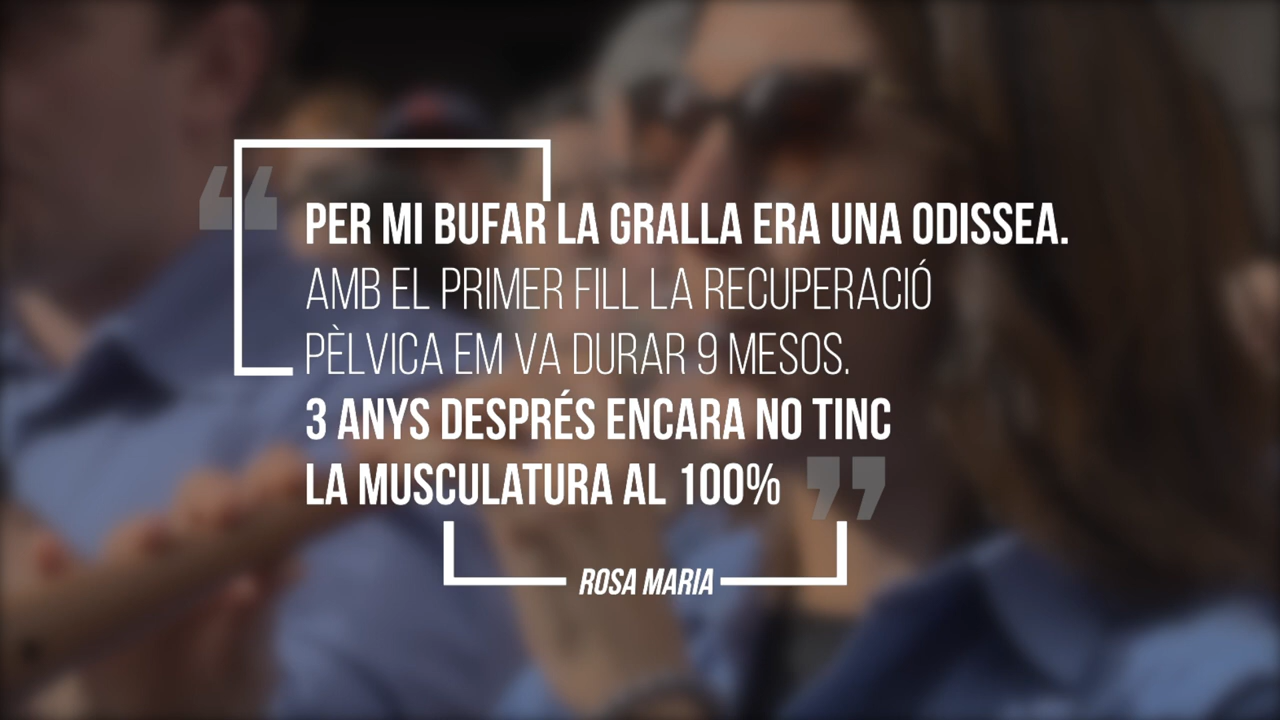 “
PER MI BUFAR LA GRALLA ERA UNA ODISSEA.
AMB EL PRIMER FILL LA RECUPERACIÓ
PÈLVICA EM VA DURAR 9 MESOS.
3 ANYS DESPRÉS ENCARA NO TINC
LA MUSCULATURA AL 100% ”
ROSA MARIA